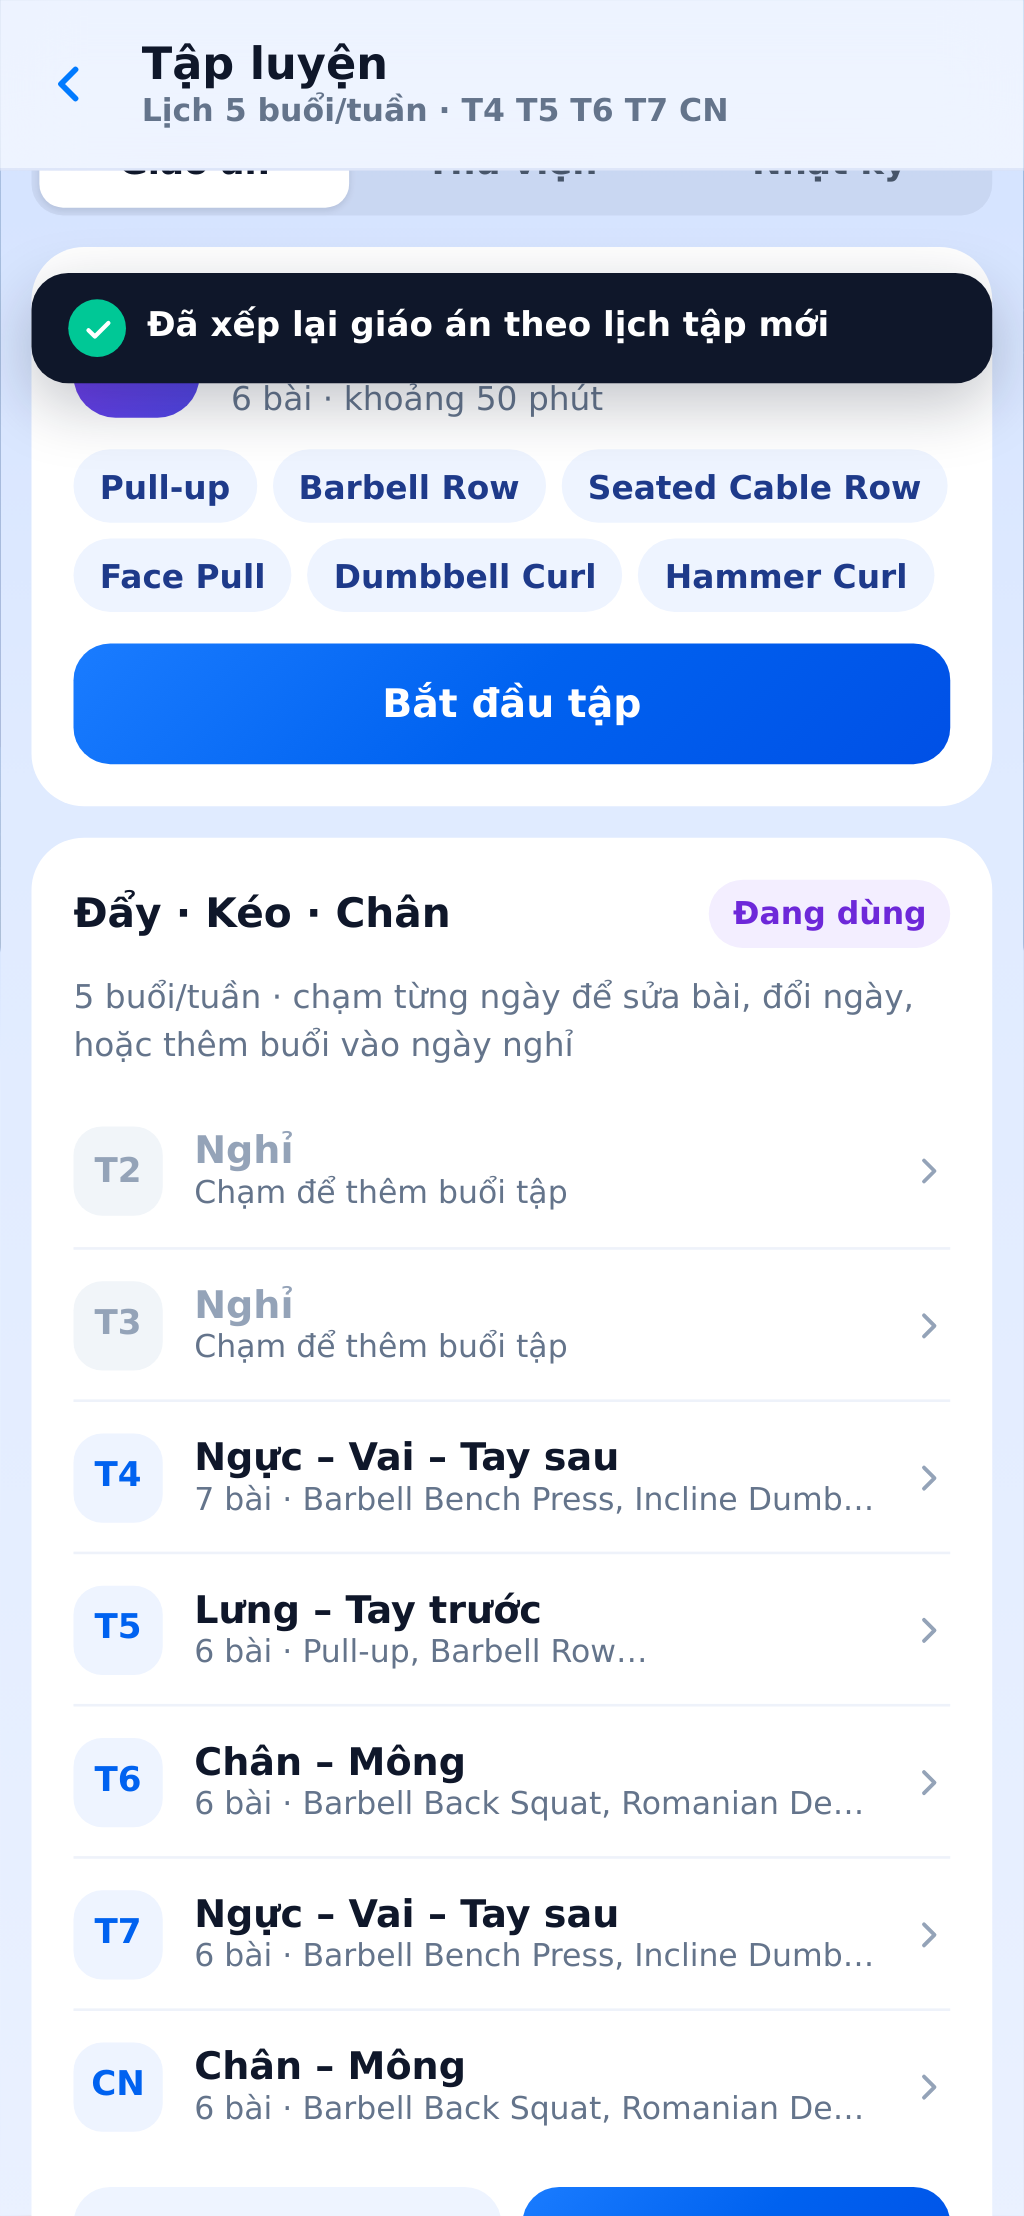 Tập luyện
Lịch 5 buổi/tuần · T4 T5 T6 T7 CN
Giáo án
Thư viện
Nhật ký
Đã xếp lại giáo án theo lịch tập mới
6 bài · khoảng 50 phút
Pull-up
Barbell Row
Seated Cable Row
Face Pull
Dumbbell Curl
Hammer Curl
Bắt đầu tập
Đẩy · Kéo · Chân
Đang dùng
5 buổi/tuần · chạm từng ngày để sửa bài, đổi ngày,
hoặc thêm buổi vào ngày nghỉ
T2
Nghỉ
Chạm để thêm buổi tập
T3
Nghỉ
Chạm để thêm buổi tập
T4
Ngực – Vai – Tay sau
7 bài · Barbell Bench Press, Incline Dumb...
T5
Lưng – Tay trước
6 bài · Pull-up, Barbell Row...
T6
Chân – Mông
6 bài · Barbell Back Squat, Romanian De...
T7
Ngực – Vai – Tay sau
6 bài · Barbell Bench Press, Incline Dumb...
CN
Chân – Mông
6 bài · Barbell Back Squat, Romanian De...